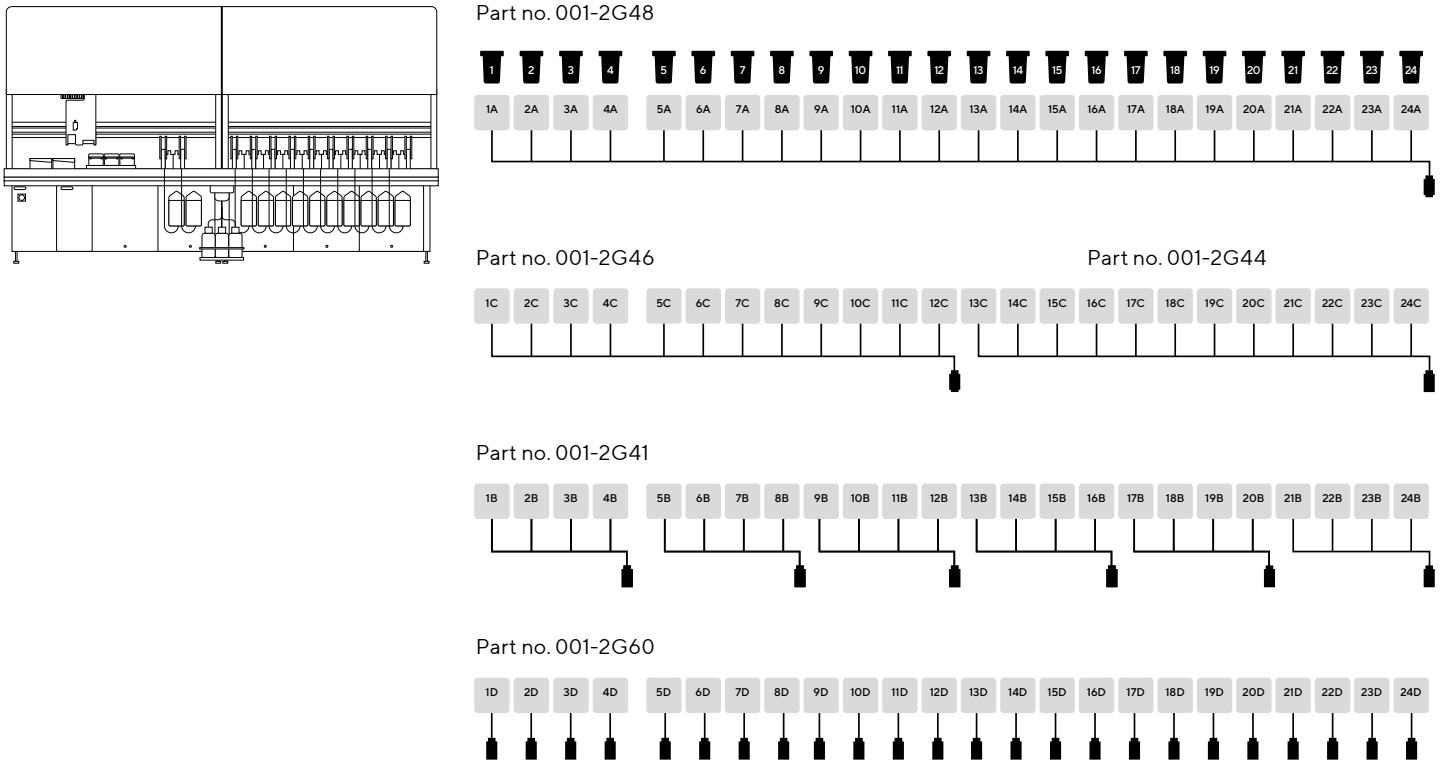 Part no. 001-2G48
1 2 3 4 5 6 7 8 9 10 11 12 13 14 15 16 17 18 19 20 21 22 23 24
1A 2A 3A 4A 5A 6A 7A 8A 9A 10A 11A 12A 13A 14A 15A 16A 17A 18A 19A 20A 21A 22A 23A 24A
Part no. 001-2G46 Part no. 001-2G44
1C 2C 3C 4C 5C 6C 7C 8C 9C 10C 11C 12C 13C 14C 15C 16C 17C 18C 19C 20C 21C 22C 23C 24C
Part no. 001-2G41
1B 2B 3B 4B 5B 6B 7B 8B 9B 10B 11B 12B 13B 14B 15B 16B 17B 18B 19B 20B 21B 22B 23B 24B
Part no. 001-2G60
1D 2D 3D 4D 5D 6D 7D 8D 9D 10D 11D 12D 13D 14D 15D 16D 17D 18D 19D 20D 21D 22D 23D 24D